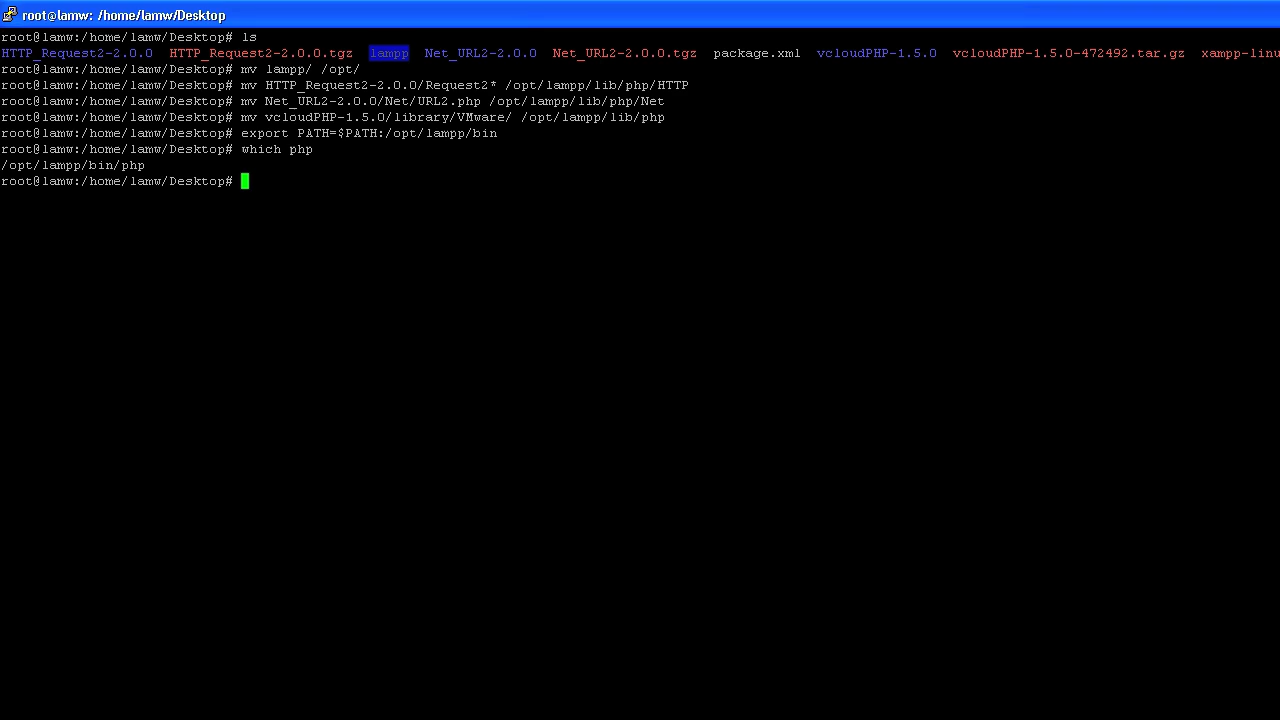 root@lamw: /home/lamw/Desktop
root@lamw:/home/lamw/Desktop# ls
HTTP_Request2-2.0.0  HTTP_Request2-2.0.0.tgz  lampp  Net_URL2-2.0.0  Net_URL2-2.0.0.tgz  package.xml  vcloudPHP-1.5.0  vcloudPHP-1.5.0-472492.tar.gz  xampp-linu
root@lamw:/home/lamw/Desktop# mv lampp/ /opt/
root@lamw:/home/lamw/Desktop# mv HTTP_Request2-2.0.0/Request2* /opt/lampp/lib/php/HTTP
root@lamw:/home/lamw/Desktop# mv Net_URL2-2.0.0/Net/URL2.php /opt/lampp/lib/php/Net
root@lamw:/home/lamw/Desktop# mv vcloudPHP-1.5.0/library/VMware/ /opt/lampp/lib/php
root@lamw:/home/lamw/Desktop# export PATH=$PATH:/opt/lampp/bin
root@lamw:/home/lamw/Desktop# which php
/opt/lampp/bin/php
root@lamw:/home/lamw/Desktop#